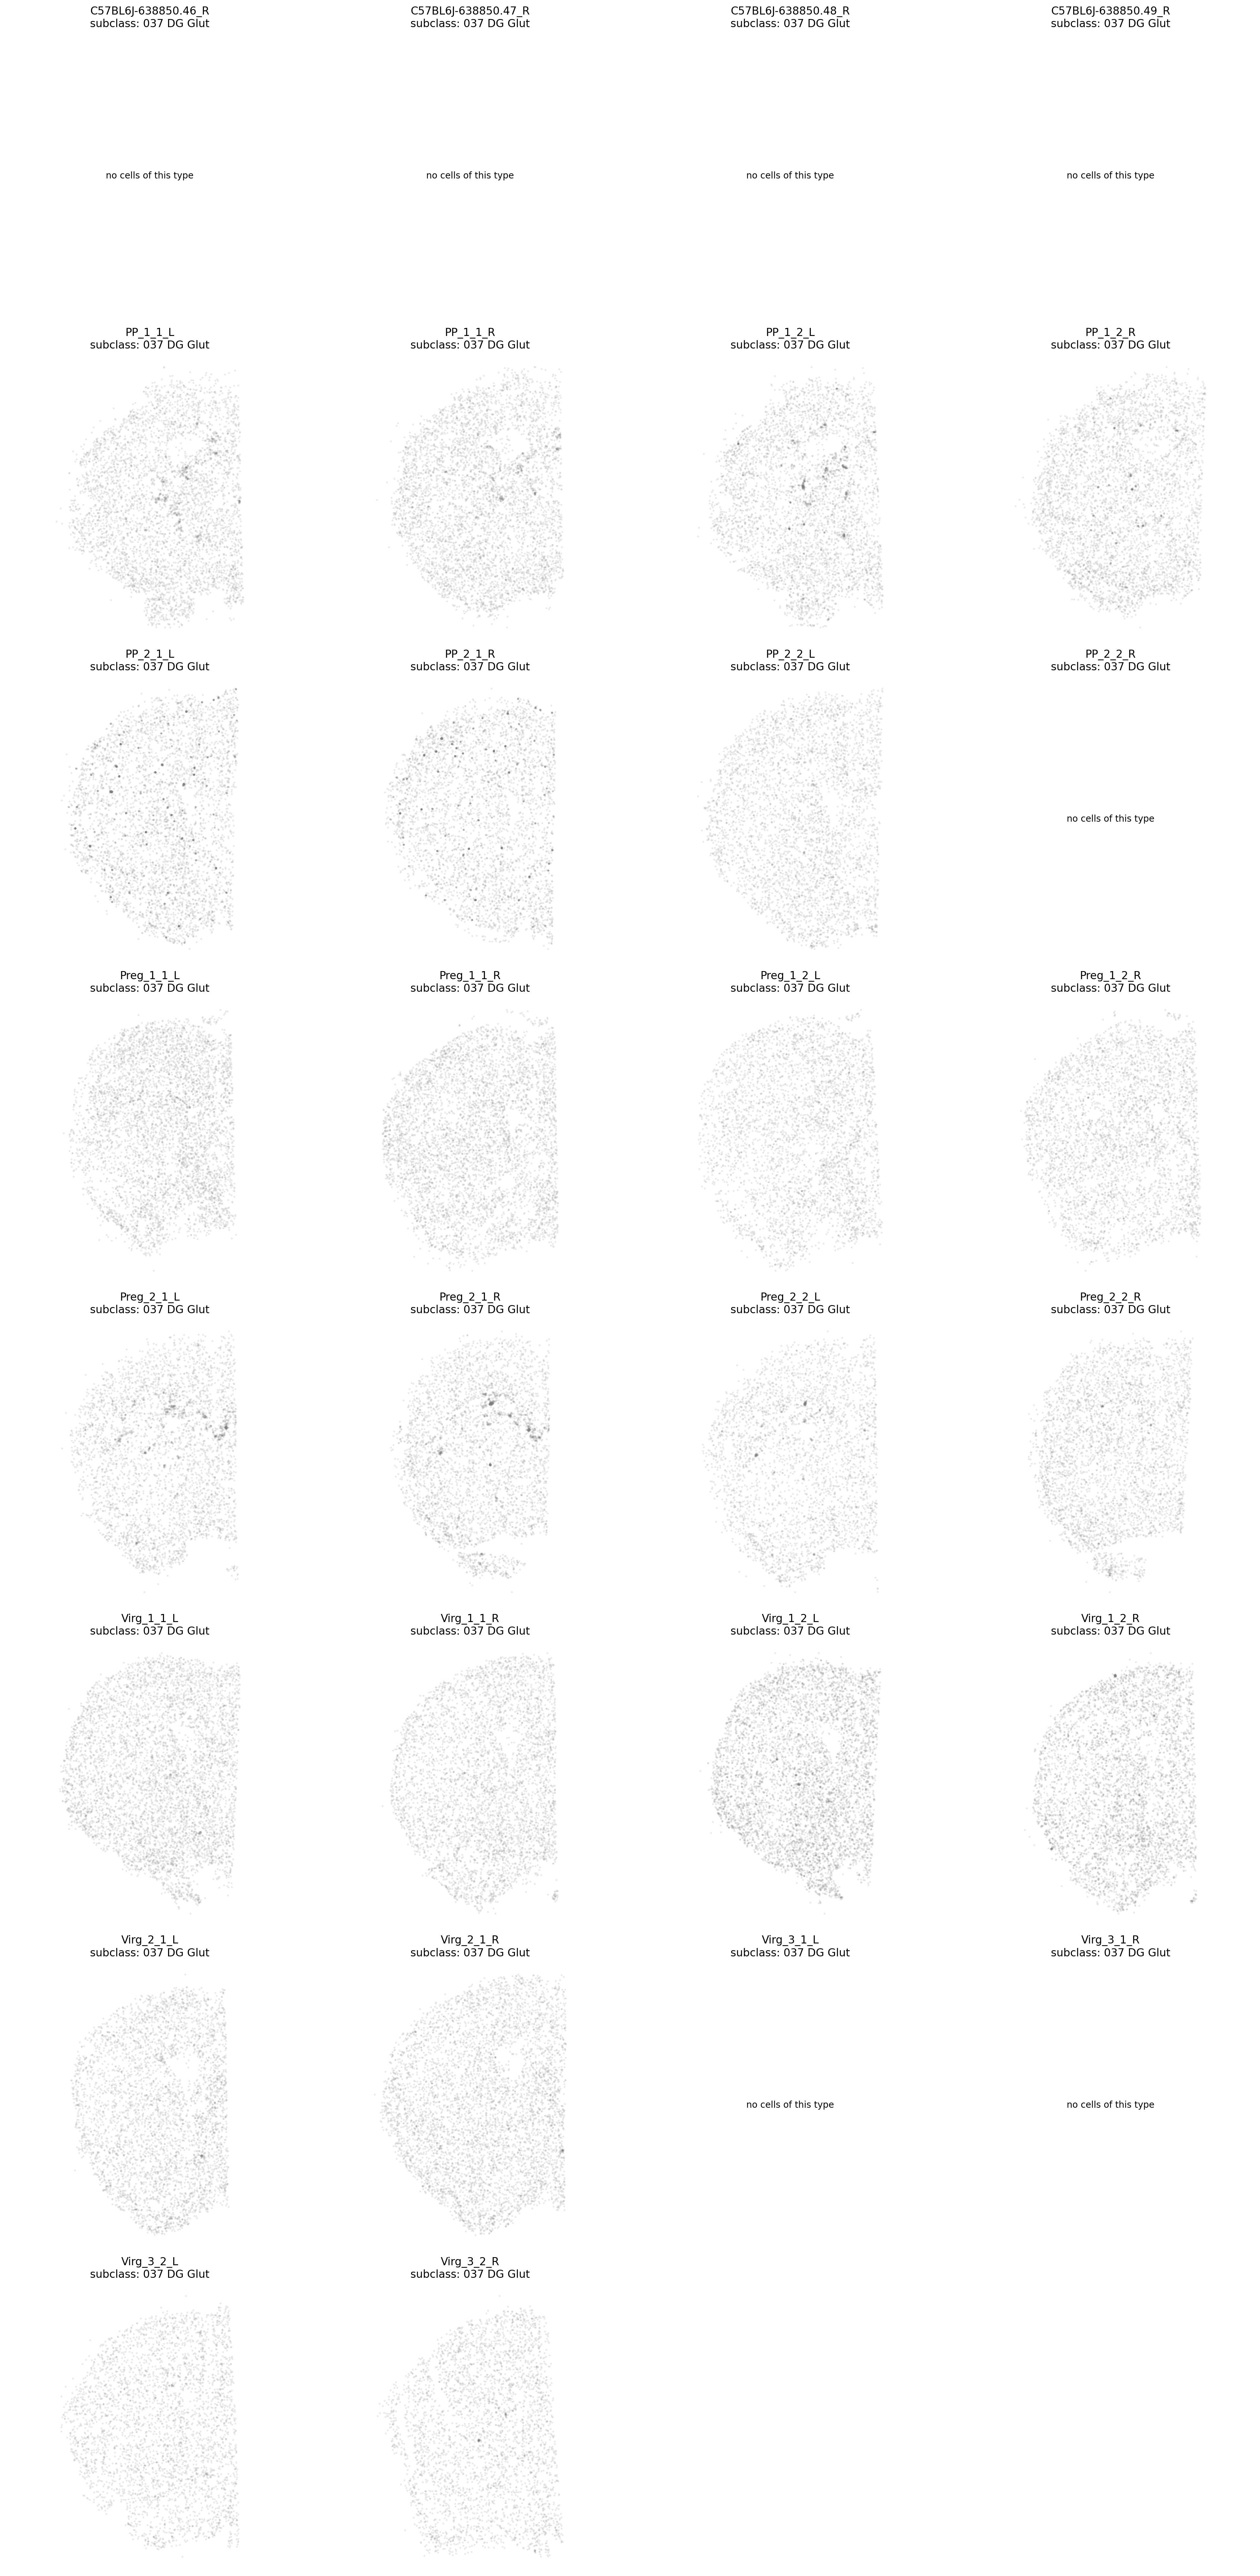 C57BL6J-638850.46_R
subclass: 037 DG Glut
C57BL6J-638850.47_R
subclass: 037 DG Glut
C57BL6J-638850.48_R
subclass: 037 DG Glut
C57BL6J-638850.49_R
subclass: 037 DG Glut
no cells of this type
no cells of this type
no cells of this type
no cells of this type
PP_1_1_L
subclass: 037 DG Glut
PP_1_1_R
subclass: 037 DG Glut
PP_1_2_L
subclass: 037 DG Glut
PP_1_2_R
subclass: 037 DG Glut
PP_2_1_L
subclass: 037 DG Glut
PP_2_1_R
subclass: 037 DG Glut
PP_2_2_L
subclass: 037 DG Glut
PP_2_2_R
subclass: 037 DG Glut
no cells of this type
Preg_1_1_L
subclass: 037 DG Glut
Preg_1_1_R
subclass: 037 DG Glut
Preg_1_2_L
subclass: 037 DG Glut
Preg_1_2_R
subclass: 037 DG Glut
Preg_2_1_L
subclass: 037 DG Glut
Preg_2_1_R
subclass: 037 DG Glut
Preg_2_2_L
subclass: 037 DG Glut
Preg_2_2_R
subclass: 037 DG Glut
Virg_1_1_L
subclass: 037 DG Glut
Virg_1_1_R
subclass: 037 DG Glut
Virg_1_2_L
subclass: 037 DG Glut
Virg_1_2_R
subclass: 037 DG Glut
Virg_2_1_L
subclass: 037 DG Glut
Virg_2_1_R
subclass: 037 DG Glut
Virg_3_1_L
subclass: 037 DG Glut
Virg_3_1_R
subclass: 037 DG Glut
no cells of this type
no cells of this type
Virg_3_2_L
subclass: 037 DG Glut
Virg_3_2_R
subclass: 037 DG Glut